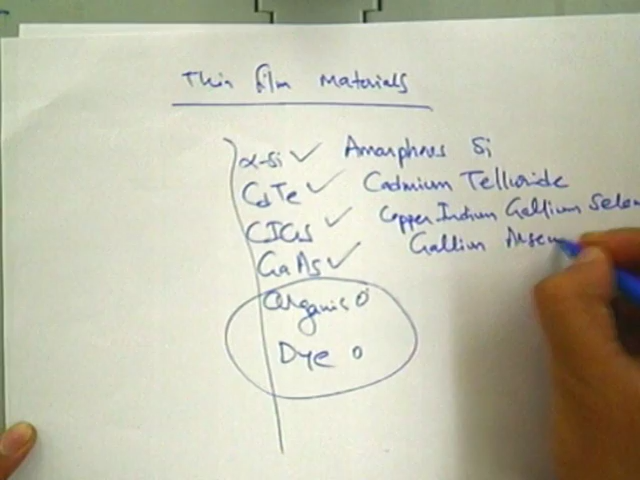 Thin film Materials
α-Si ✓ Amorphous Si
CdTe ✓ Cadmium Telluride
CIGS ✓ Copper Indium Gallium Selen
GaAs ✓ Gallium Arsen
Organic o
Dye o